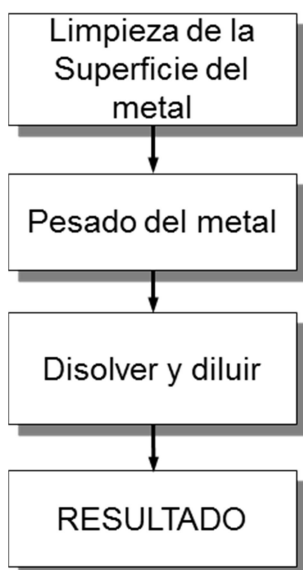 Limpieza de la
Superficie del
metal
Pesado del metal
Disolver y diluir
RESULTADO